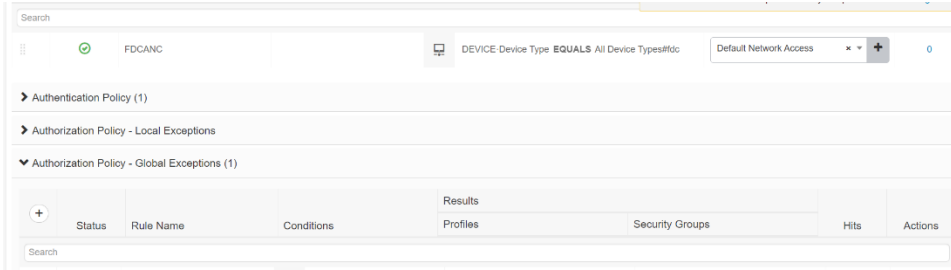 Search
FDCANC DEVICE-Device Type EQUALS All Device Types#fdc Default Network Access × + 0
Authentication Policy (1)
Authorization Policy - Local Exceptions
Authorization Policy - Global Exceptions (1)
Results
+ Status Rule Name Conditions Profiles Security Groups Hits Actions
Search